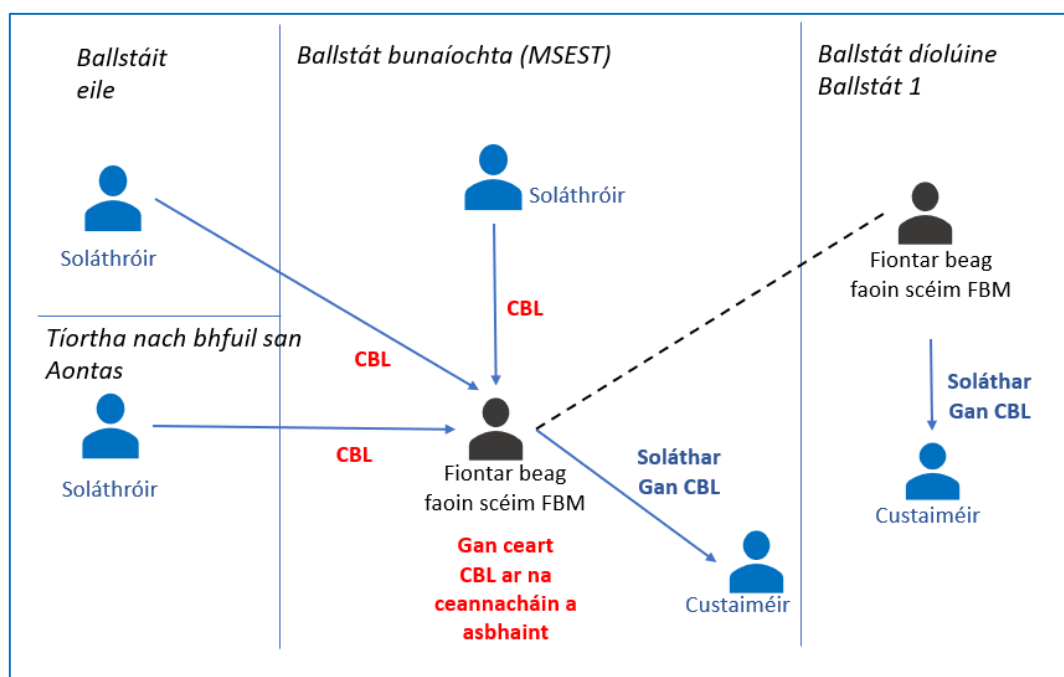 Ballstáit
eile
Soláthróir
Tíortha nach bhfuil san
Aontas
Soláthróir
CBL
CBL
Ballstát bunaíochta (MSEST)
Soláthróir
CBL
Fiontar beag
faoin scéim FBM
Gan ceart
CBL ar na
ceannacháin a
asbhaint
Soláthar
Gan CBL
Custaiméir
Ballstát díolúine
Ballstát 1
Fiontar beag
faoin scéim FBM
Soláthar
Gan CBL
Custaiméir